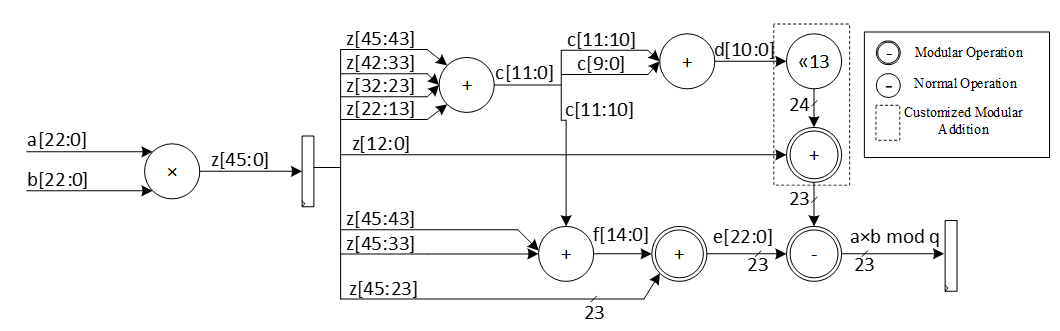 a[22:0]
b[22:0]
×
z[45:0]
z[45:43]
z[42:33]
z[32:23]
z[22:13]
+
c[11:0]
c[11:10]
c[9:0]
c[11:10]
+
d[10:0]
«13
24
z[12:0]
+
23
z[45:43]
z[45:33]
+
f[14:0]
z[45:23]
23
+
e[22:0]
23
-
a×b mod q
23
- Modular Operation
- Normal Operation
Customized Modular
Addition